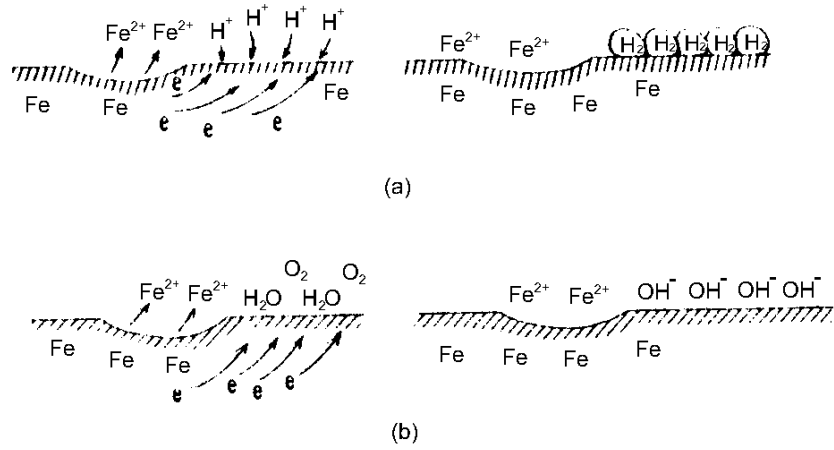 Fe²⁺ Fe²⁺ H⁺ H⁺ H⁺ H⁺
Fe Fe e Fe
e e e
Fe²⁺ Fe²⁺ H₂ H₂ H₂ H₂ H₂
Fe Fe Fe Fe
(a)
Fe²⁺ Fe²⁺ H₂O O₂ H₂O O₂
Fe Fe Fe
e e e e
Fe²⁺ Fe²⁺ OH⁻ OH⁻ OH⁻ OH⁻
Fe Fe Fe Fe
(b)